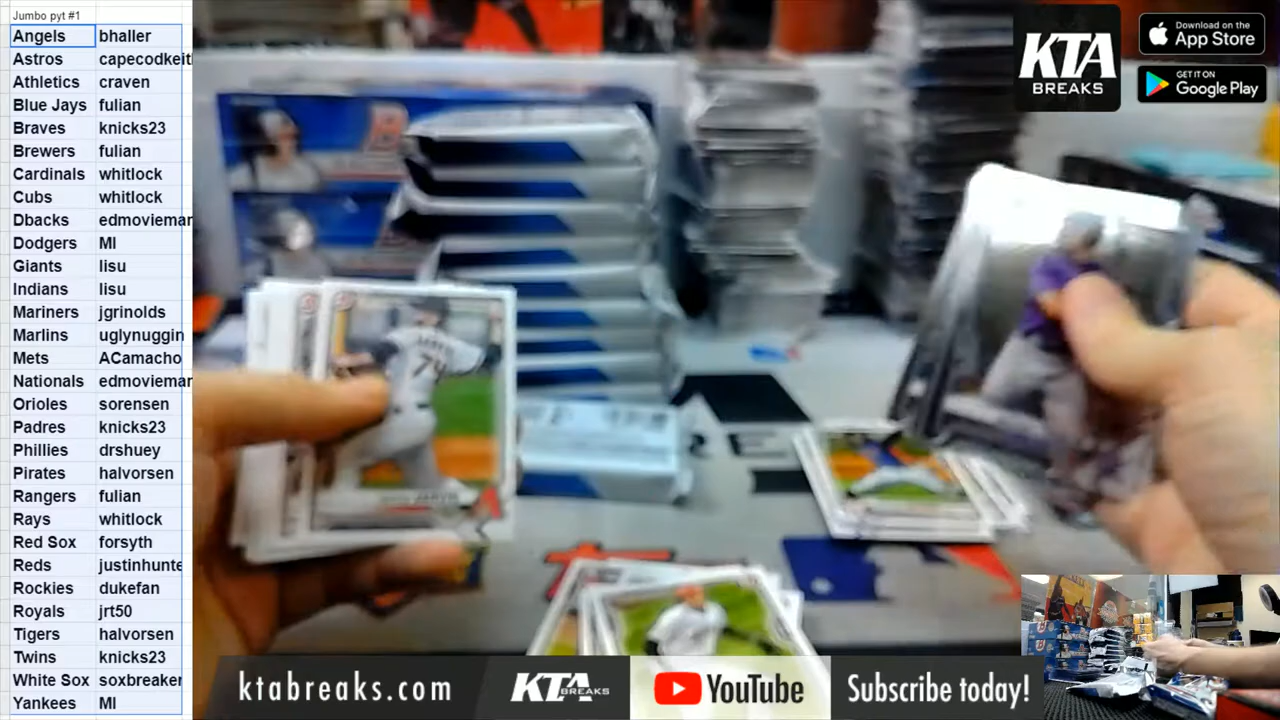 Jumbo pyt #1
Angels bhaller
Astros capecodkeit
Athletics craven
Blue Jays fulian
Braves knicks23
Brewers fulian
Cardinals whitlock
Cubs whitlock
Dbacks edmovieman
Dodgers MI
Giants lisu
Indians lisu
Mariners jgrinolds
Marlins uglynuggin
Mets ACamacho
Nationals edmovieman
Orioles sorensen
Padres knicks23
Phillies drshuey
Pirates halvorsen
Rangers fulian
Rays whitlock
Red Sox forsyth
Reds justinhunte
Rockies dukefan
Royals jrt50
Tigers halvorsen
Twins knicks23
White Sox soxbreaker
Yankees MI
KTA
BREAKS
Download on the
App Store
GET IT ON
Google Play
74
ktabreaks.com
KTA BREAKS
YouTube
Subscribe today!